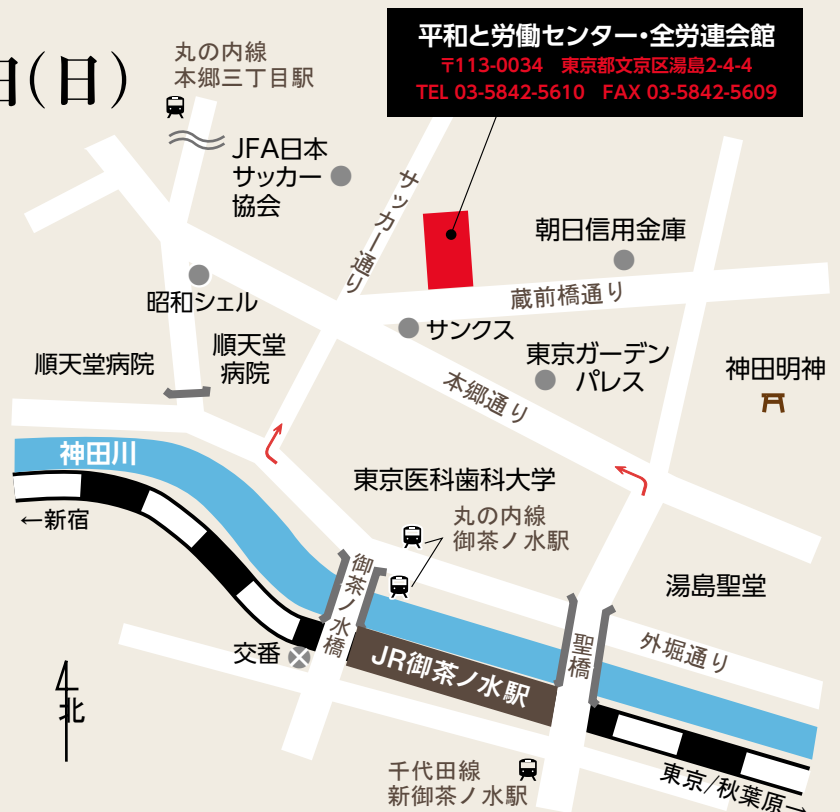 (日)
丸の内線
本郷三丁目駅
平和と労働センター・全労連会館
〒113-0034 東京都文京区湯島2-4-4
TEL 03-5842-5610 FAX 03-5842-5609
JFA日本
サッカー
協会
サッカー通り
朝日信用金庫
昭和シェル
蔵前橋通り
サンクス
順天堂病院
順天堂
病院
東京ガーデン
パレス
神田明神
本郷通り
神田川
東京医科歯科大学
←新宿
丸の内線
御茶ノ水駅
御茶ノ水橋
湯島聖堂
聖橋
外堀通り
交番
JR御茶ノ水駅
北
千代田線
新御茶ノ水駅
東京/秋葉原→